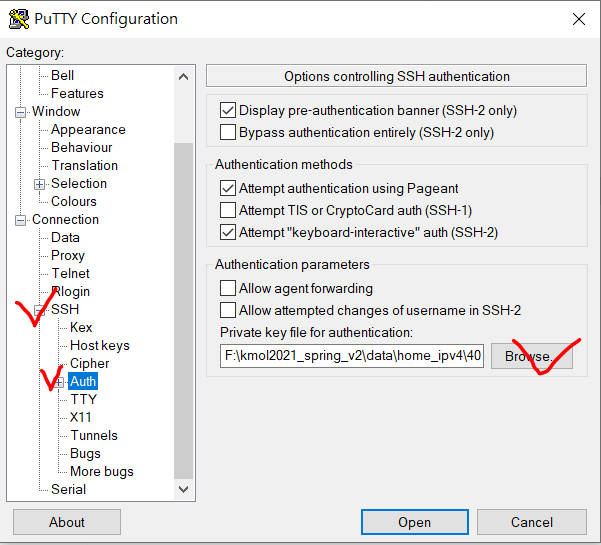 PuTTY Configuration
Category:
Bell
Features
Window
Appearance
Behaviour
Translation
Selection
Colours
Connection
Data
Proxy
Telnet
Rlogin
SSH
Kex
Host keys
Cipher
Auth
TTY
X11
Tunnels
Bugs
More bugs
Serial
Options controlling SSH authentication
Display pre-authentication banner (SSH-2 only)
Bypass authentication entirely (SSH-2 only)
Authentication methods
Attempt authentication using Pageant
Attempt TIS or CryptoCard auth (SSH-1)
Attempt "keyboard-interactive" auth (SSH-2)
Authentication parameters
Allow agent forwarding
Allow attempted changes of username in SSH-2
Private key file for authentication:
F:\kmol2021_spring_v2\data\home_ipv4\40
Browse...
About
Open
Cancel